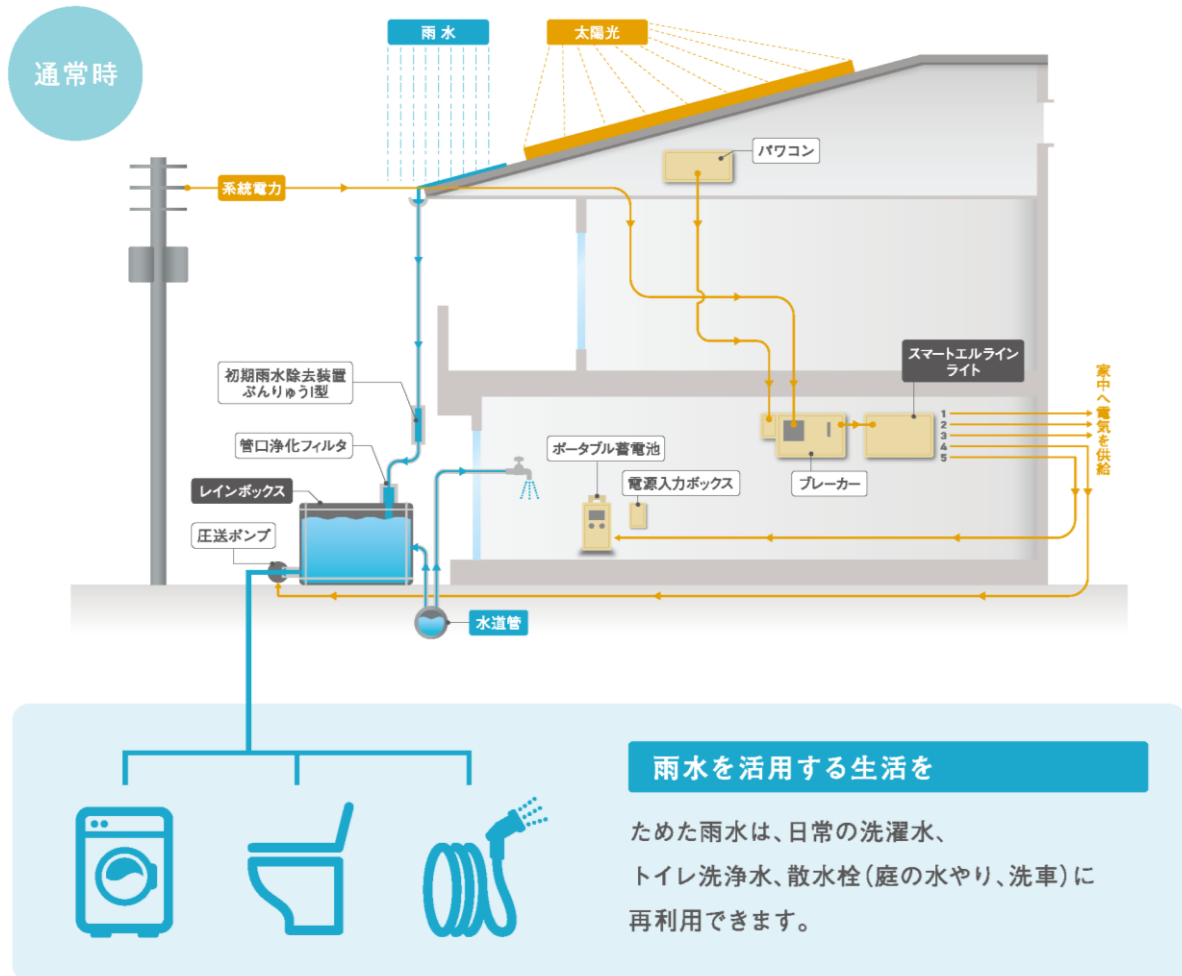 通常時
雨水
太陽光
パワコン
系統電力
スマートエルライン
ライト
初期雨水除去装置
ぶんりゅうI型
管口浄化フィルタ
レインボックス
圧送ポンプ
ポータブル蓄電池
電源入力ボックス
ブレーカー
1
2
3
4
5
家中へ電気を供給
水道管
雨水を活用する生活を
ためた雨水は、日常の洗濯水、
トイレ洗浄水、散水栓(庭の水やり、洗車)に
再利用できます。